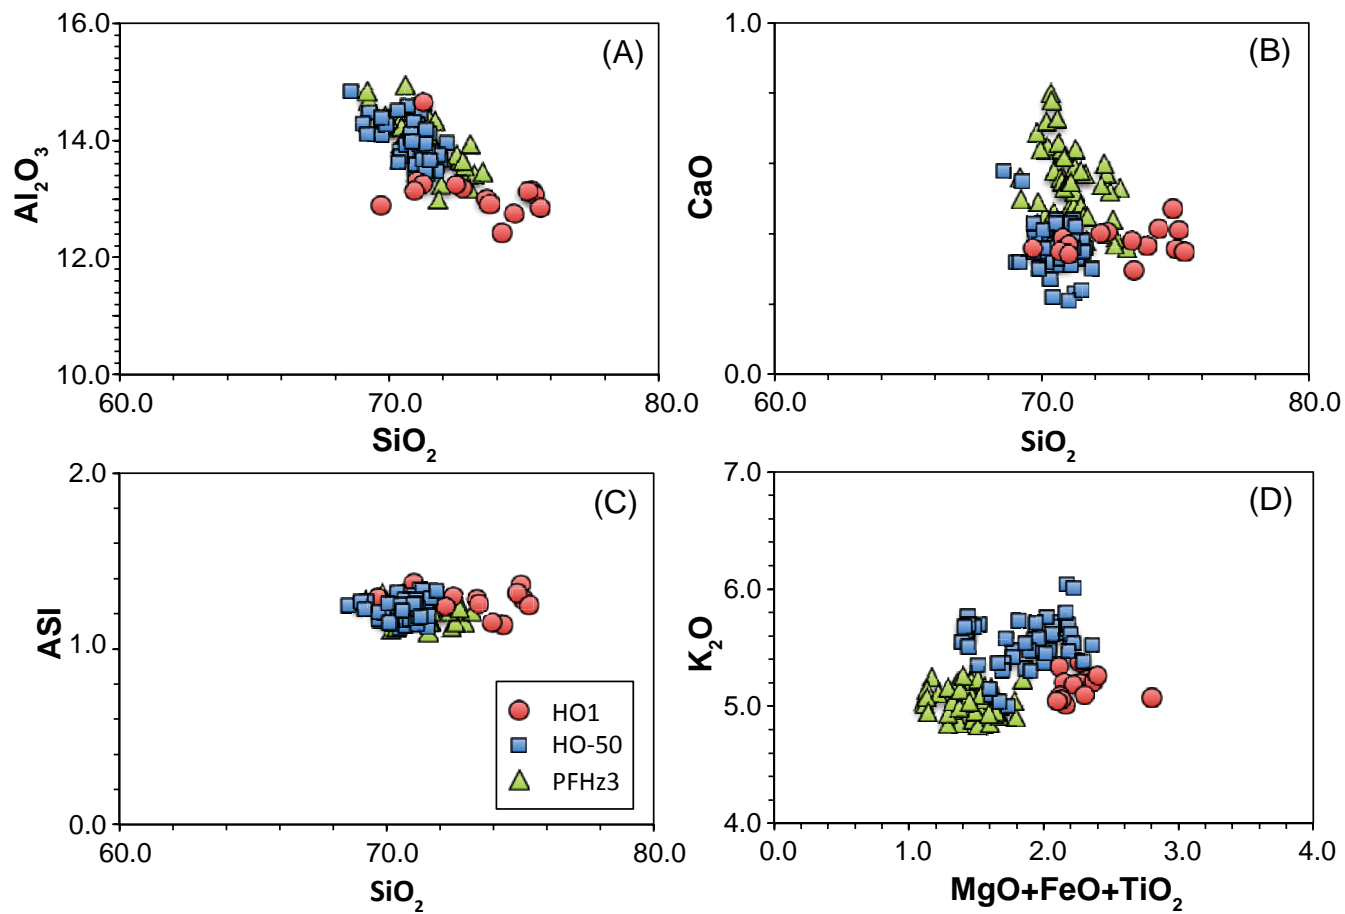 16.0
14.0
12.0
10.0
Al₂O₃
60.0 70.0 80.0
SiO₂
(A)
1.0
0.0
CaO
60.0 70.0 80.0
SiO₂
(B)
2.0
1.0
0.0
ASI
60.0 70.0 80.0
SiO₂
(C)
HO1
HO-50
PFHz3
7.0
6.0
5.0
4.0
K₂O
0.0 1.0 2.0 3.0 4.0
MgO+FeO+TiO₂
(D)